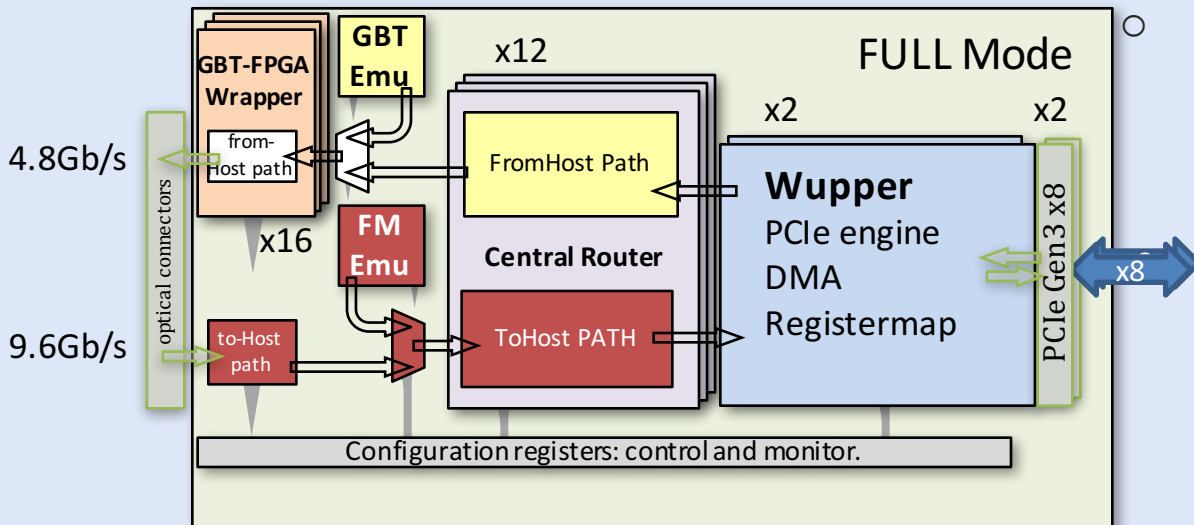 FULL Mode
GBT-FPGA
Wrapper
from-
Host path
x16
GBT
Emu
x12
FromHost Path
Central Router
ToHost PATH
FM
Emu
to-Host
path
4.8Gb/s
9.6Gb/s
optical connectors
x2
Wupper
PCIe engine
DMA
Registermap
x2
PCIe Gen3 x8
x8
Configuration registers: control and monitor.